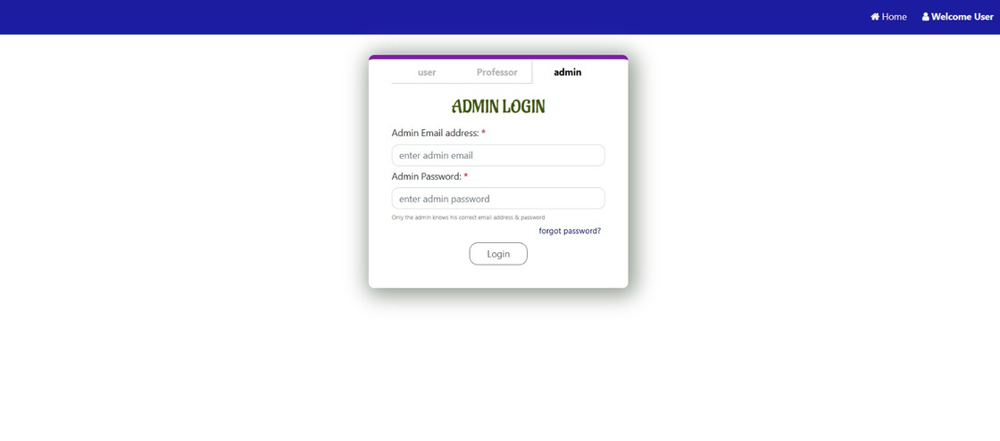 Home Welcome User
user Professor admin
ADMIN LOGIN
Admin Email address: *
enter admin email
Admin Password: *
enter admin password
Only the admin knows his correct email address & password
forgot password?
Login